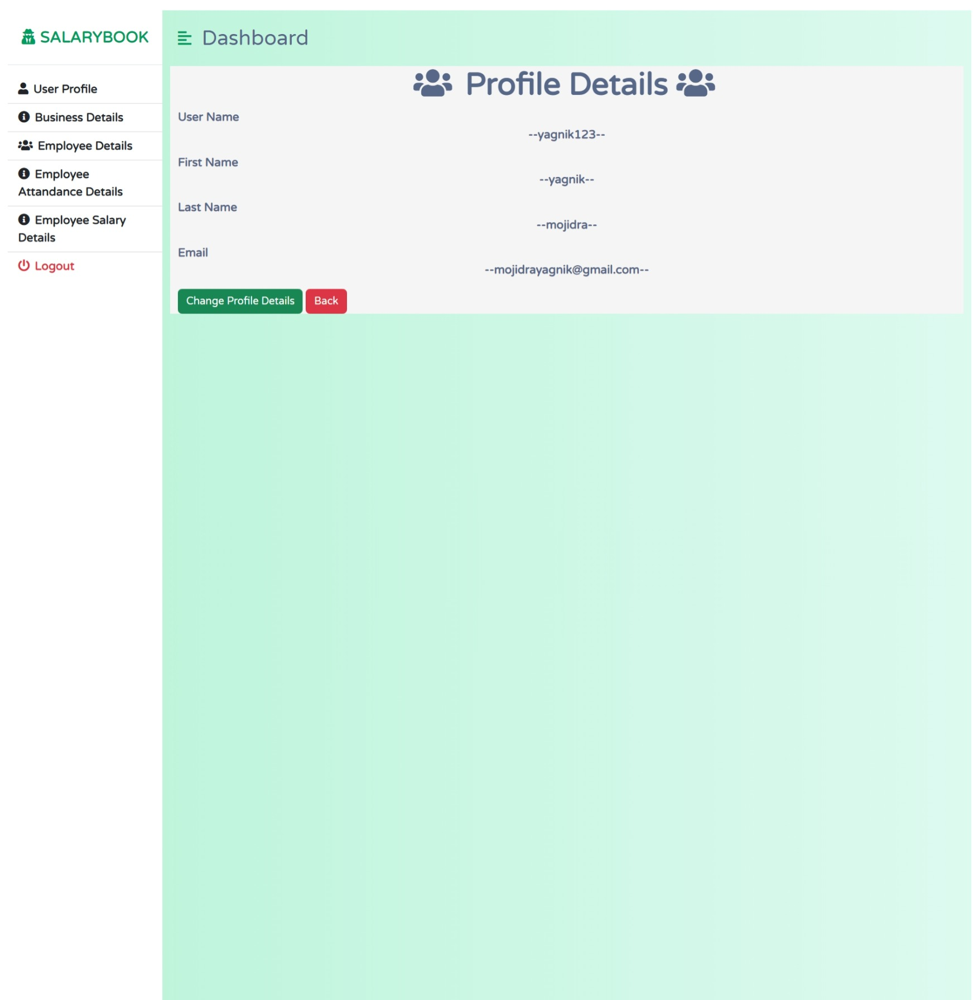 SALARYBOOK
User Profile
Business Details
Employee Details
Employee
Attandance Details
Employee Salary
Details
Logout
Dashboard
Profile Details
User Name
--yagnik123--
First Name
--yagnik--
Last Name
--mojidra--
Email
--mojidrayagnik@gmail.com--
Change Profile Details Back